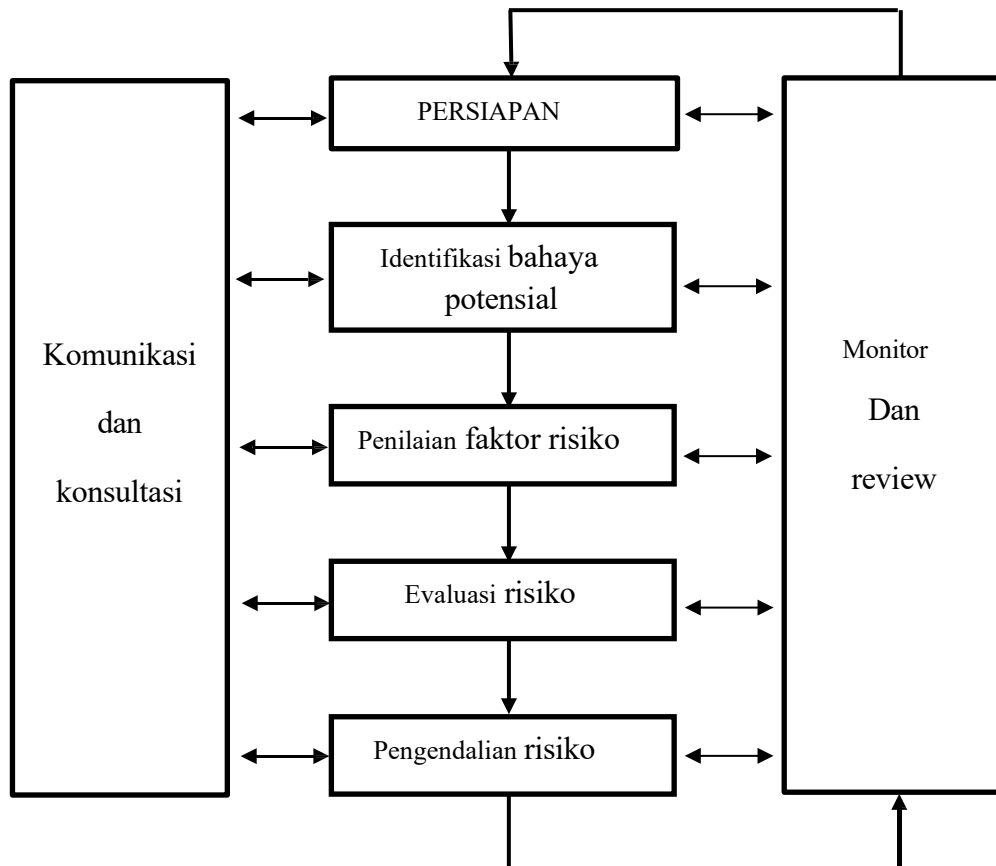 PERSIAPAN
Identifikasi bahaya
potensial
Komunikasi
dan
konsultasi
Penilaian faktor risiko
Monitor
Dan
review
Evaluasi risiko
Pengendalian risiko